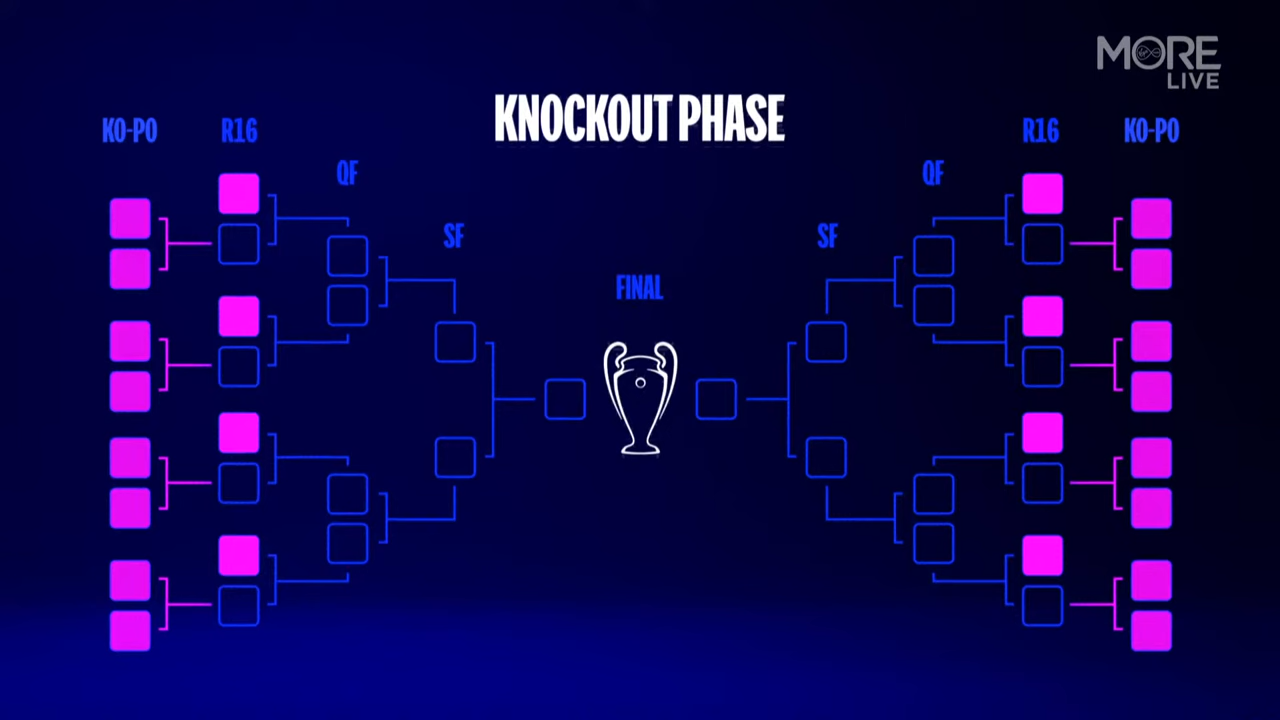 MORE
LIVE
KNOCKOUT PHASE
KO-PO
R16
QF
SF
FINAL
SF
QF
R16
KO-PO